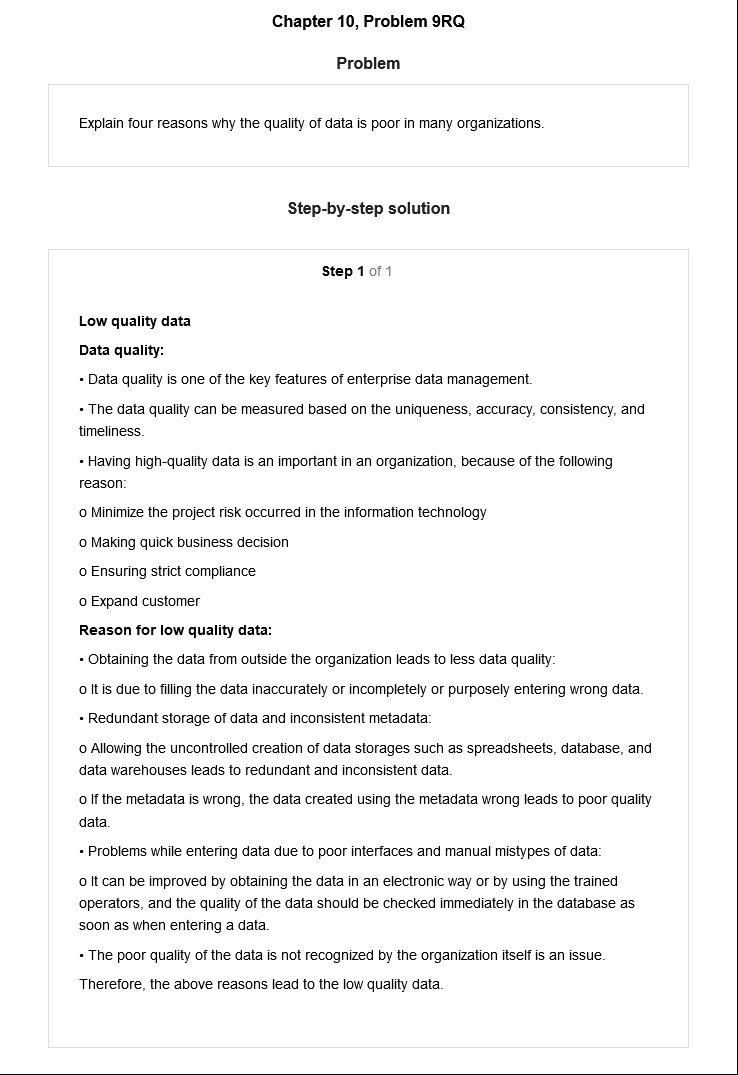 Chapter 10, Problem 9RQ
Problem
Explain four reasons why the quality of data is poor in many organizations.
Step-by-step solution
Step 1 of 1
Low quality data
Data quality:
• Data quality is one of the key features of enterprise data management.
• The data quality can be measured based on the uniqueness, accuracy, consistency, and
timeliness.
• Having high-quality data is an important in an organization, because of the following
reason:
o Minimize the project risk occurred in the information technology
o Making quick business decision
o Ensuring strict compliance
o Expand customer
Reason for low quality data:
• Obtaining the data from outside the organization leads to less data quality:
o It is due to filling the data inaccurately or incompletely or purposely entering wrong data.
• Redundant storage of data and inconsistent metadata:
o Allowing the uncontrolled creation of data storages such as spreadsheets, database, and
data warehouses leads to redundant and inconsistent data.
o If the metadata is wrong, the data created using the metadata wrong leads to poor quality
data.
• Problems while entering data due to poor interfaces and manual mistypes of data:
o It can be improved by obtaining the data in an electronic way or by using the trained
operators, and the quality of the data should be checked immediately in the database as
soon as when entering a data.
• The poor quality of the data is not recognized by the organization itself is an issue.
Therefore, the above reasons lead to the low quality data.